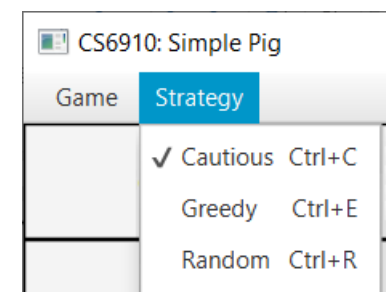 CS6910: Simple Pig
Game Strategy
✓ Cautious Ctrl+C
Greedy Ctrl+E
Random Ctrl+R